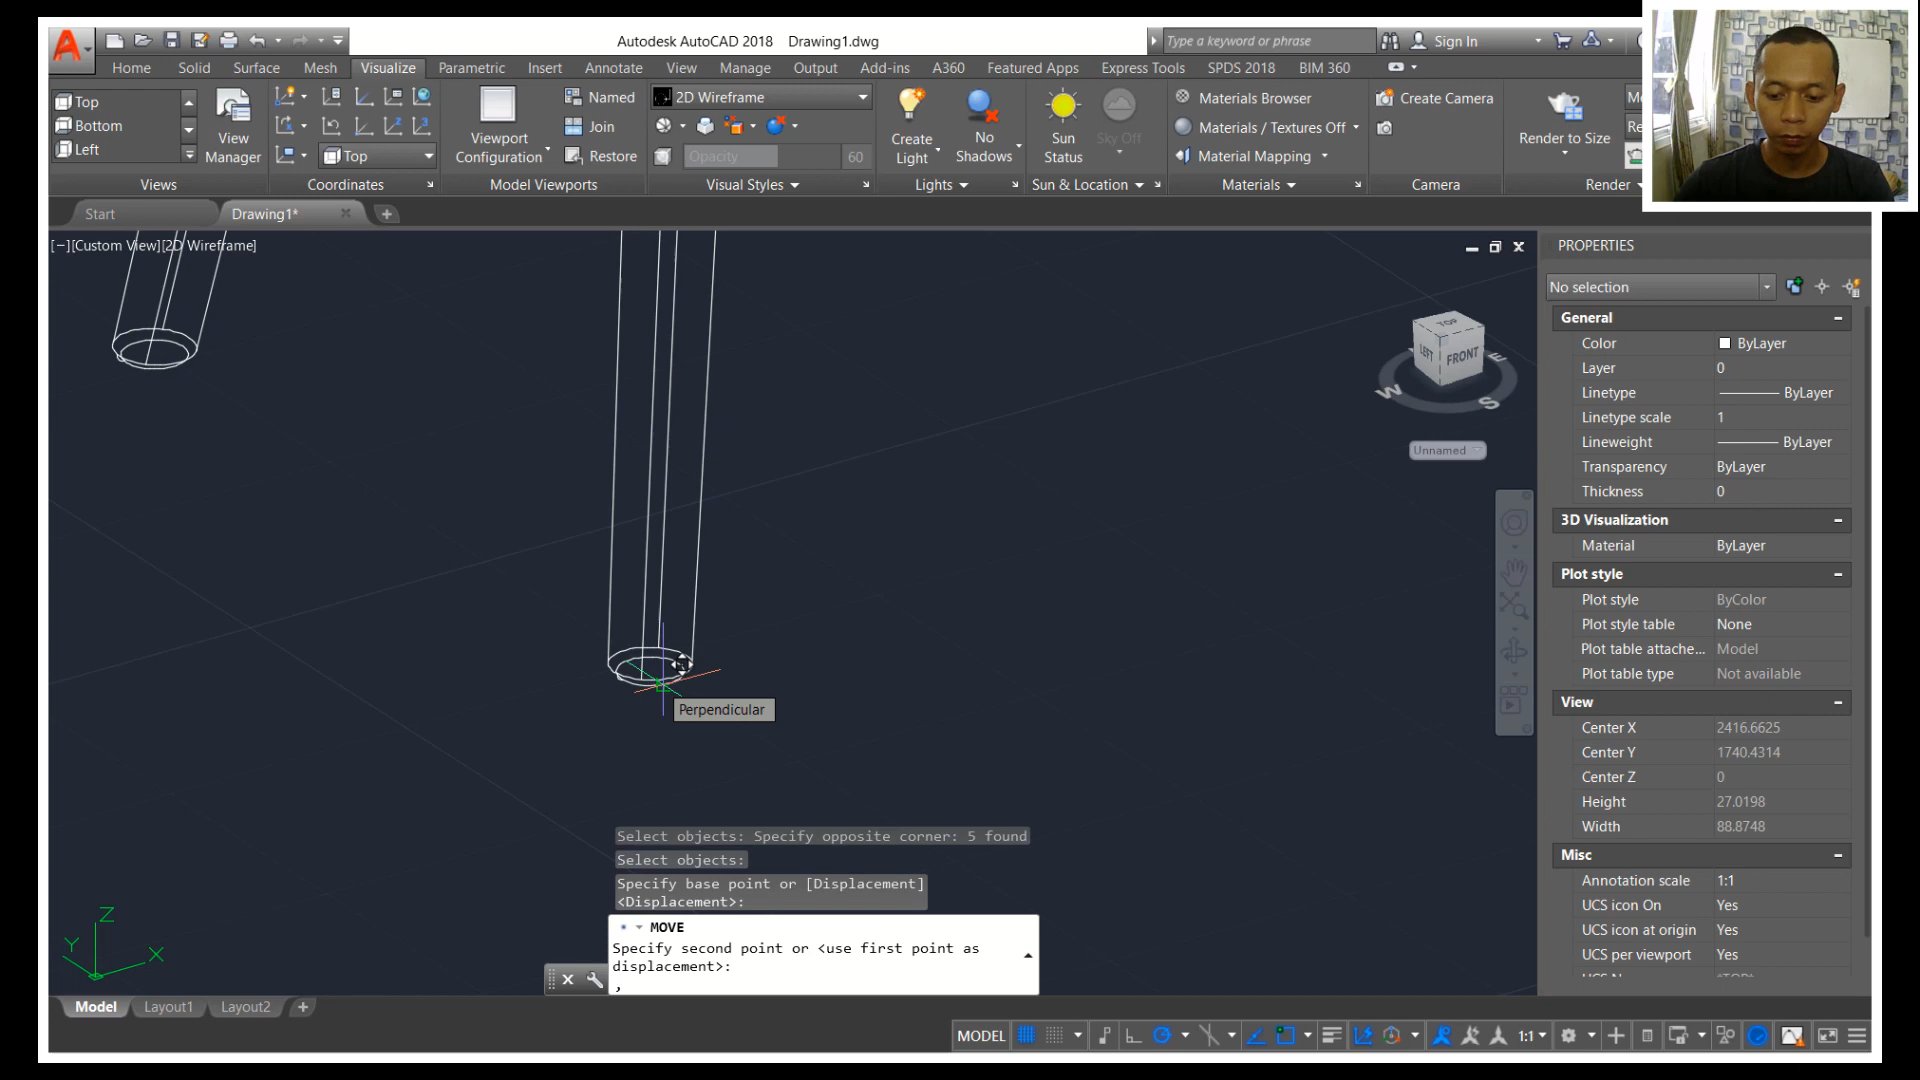 Autodesk AutoCAD 2018 Drawing1.dwg
Type a keyword or phrase
Sign In
Home Solid Surface Mesh Visualize Parametric Insert Annotate View Manage Output Add-ins A360 Featured Apps Express Tools SPDS 2018 BIM 360
Top
Bottom
Left
View
Manager
Views
Top
Coordinates
Viewport
Configuration
Named
Join
Restore
Model Viewports
2D Wireframe
Opacity 60
Visual Styles
Create
Light
No
Shadows
Lights
Sun
Status
Sky Off
Sun & Location
Materials Browser
Materials / Textures Off
Material Mapping
Materials
Create Camera
Camera
Render to Size
Render
Start
Drawing1*
[−][Custom View][2D Wireframe]
TOP
LEFT FRONT
W S E
Unnamed
Perpendicular
Select objects: Specify opposite corner: 5 found
Select objects:
Specify base point or [Displacement]
<Displacement>:
MOVE
Specify second point or <use first point as
displacement>:
,
Z
Y X
PROPERTIES
No selection
General
Color ByLayer
Layer 0
Linetype ByLayer
Linetype scale 1
Lineweight ByLayer
Transparency ByLayer
Thickness 0
3D Visualization
Material ByLayer
Plot style
Plot style ByColor
Plot style table None
Plot table attache... Model
Plot table type Not available
View
Center X 2416.6625
Center Y 1740.4314
Center Z 0
Height 27.0198
Width 88.8748
Misc
Annotation scale 1:1
UCS icon On Yes
UCS icon at origin Yes
UCS per viewport Yes
Model Layout1 Layout2
MODEL 1:1